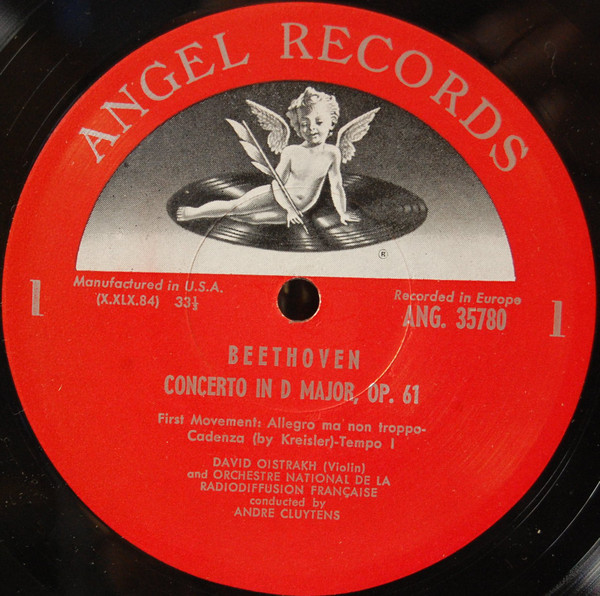 ANGEL RECORDS
®
Manufactured in U.S.A.
(X.XLX.84) 33⅓
Recorded in Europe
ANG. 35780
1
1
BEETHOVEN
CONCERTO IN D MAJOR, OP. 61
First Movement: Allegro ma non troppo-
Cadenza (by Kreisler)-Tempo I
DAVID OISTRAKH (Violin)
and ORCHESTRE NATIONAL DE LA
RADIODIFFUSION FRANÇAISE
conducted by
ANDRE CLUYTENS